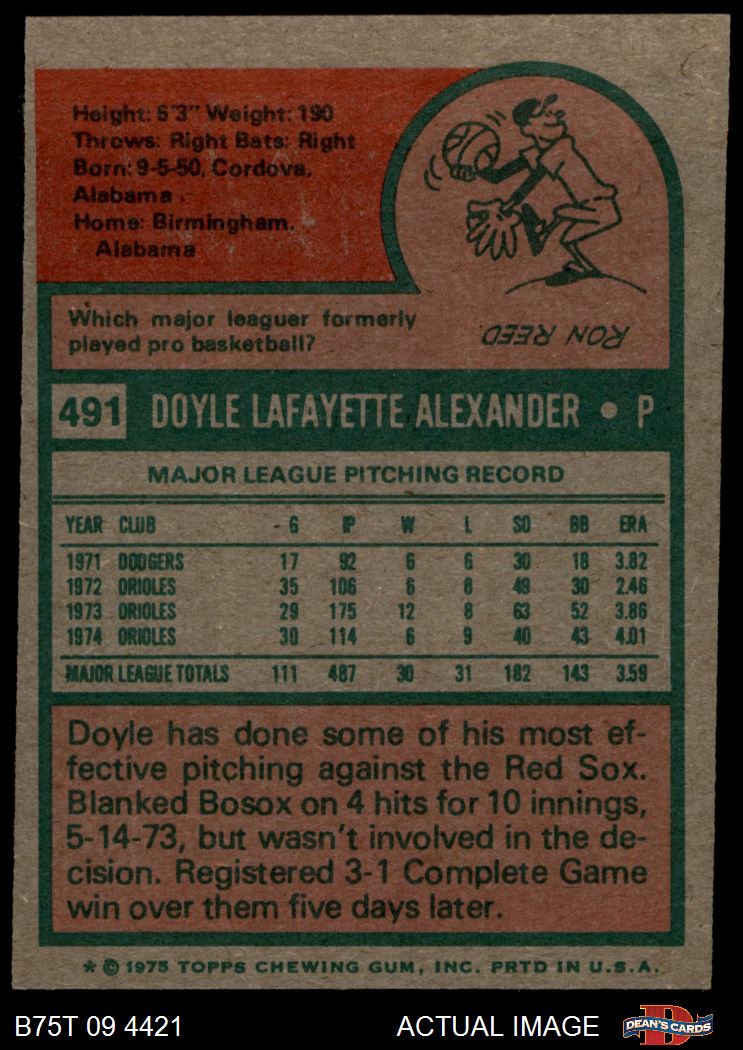 Height: 6'3" Weight: 190
Throws: Right Bats: Right
Born: 9-5-50, Cordova,
Alabama
Home: Birmingham,
Alabama
Which major leaguer formerly
played pro basketball?
RON REED
491 DOYLE LAFAYETTE ALEXANDER • P
MAJOR LEAGUE PITCHING RECORD
YEAR CLUB G IP W L SO BB ERA
1971 DODGERS 17 92 6 6 30 18 3.82
1972 ORIOLES 35 106 6 8 49 30 2.46
1973 ORIOLES 29 175 12 8 63 52 3.86
1974 ORIOLES 30 114 6 9 40 43 4.01
MAJOR LEAGUE TOTALS 111 487 30 31 182 143 3.59
Doyle has done some of his most ef-
fective pitching against the Red Sox.
Blanked Bosox on 4 hits for 10 innings,
5-14-73, but wasn't involved in the de-
cision. Registered 3-1 Complete Game
win over them five days later.
* © 1975 TOPPS CHEWING GUM, INC. PRTD IN U.S.A.
B75T 09 4421 ACTUAL IMAGE D DEAN'S CARDS